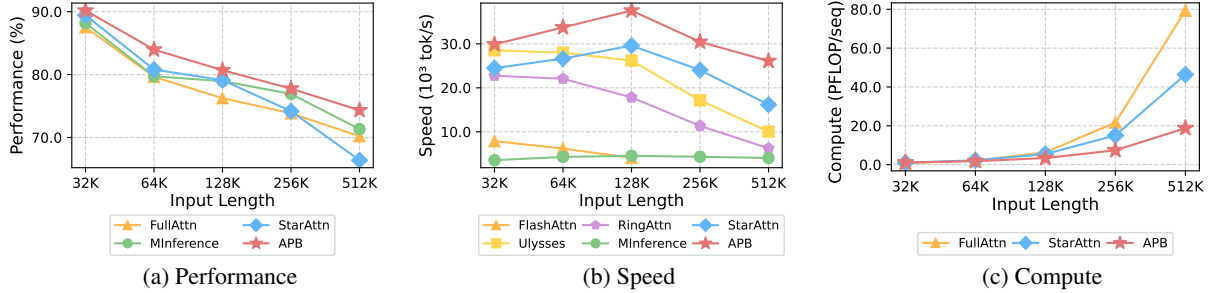 90.0
80.0
70.0
Performance (%)
32K 64K 128K 256K 512K
Input Length
FullAttn StarAttn
MInference APB
(a) Performance
30.0
20.0
10.0
Speed (10³ tok/s)
32K 64K 128K 256K 512K
Input Length
FlashAttn RingAttn StarAttn
Ulysses MInference APB
(b) Speed
80.0
60.0
40.0
20.0
0.0
Compute (PFLOP/seq)
32K 64K 128K 256K 512K
Input Length
FullAttn StarAttn APB
(c) Compute